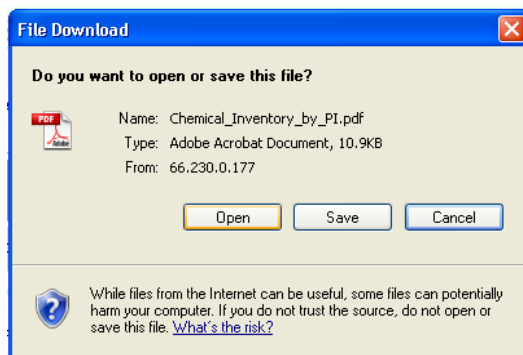 File Download
Do you want to open or save this file?
PDF
Adobe
Name: Chemical_Inventory_by_PI.pdf
Type: Adobe Acrobat Document, 10.9KB
From: 66.230.0.177
Open Save Cancel
While files from the Internet can be useful, some files can potentially
harm your computer. If you do not trust the source, do not open or
save this file. What's the risk?